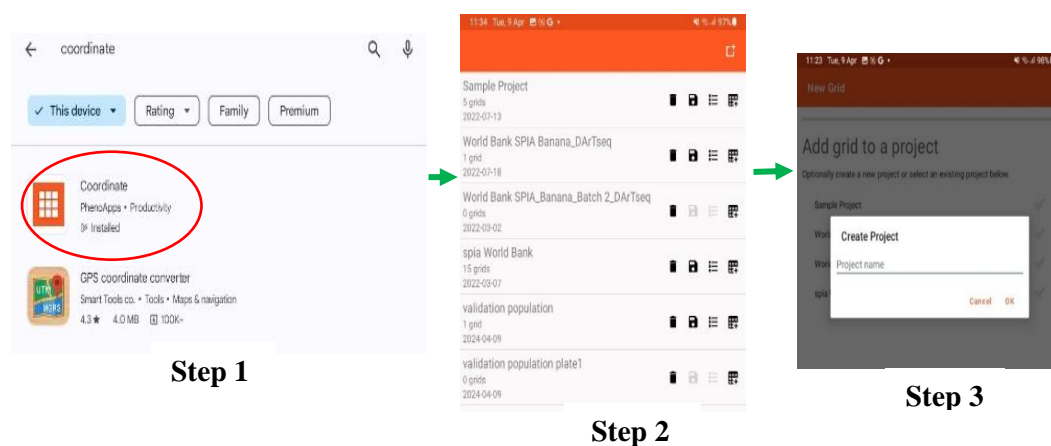 coordinate
This device
Rating
Family
Premium
Coordinate
PhenoApps • Productivity
Installed
GPS coordinate converter
Smart Tools co. • Tools • Maps & navigation
4.3★ 4.0 MB 100K+
Step 1
11:34 Tue, 9 Apr G •
97%
Sample Project
5 grids
2022-07-13
World Bank SPIA Banana_DArTseq
1 grid
2022-07-18
World Bank SPIA_Banana_Batch 2_DArTseq
0 grids
2022-03-02
spia World Bank
15 grids
2022-03-07
validation population
1 grid
2024-04-09
validation population plate1
0 grids
2024-04-09
Step 2
11:23 Tue, 9 Apr G •
98%
New Grid
Add grid to a project
Optionally create a new project or select an existing project below.
Sample Project
Create Project
Project name
Cancel OK
spia
Step 3